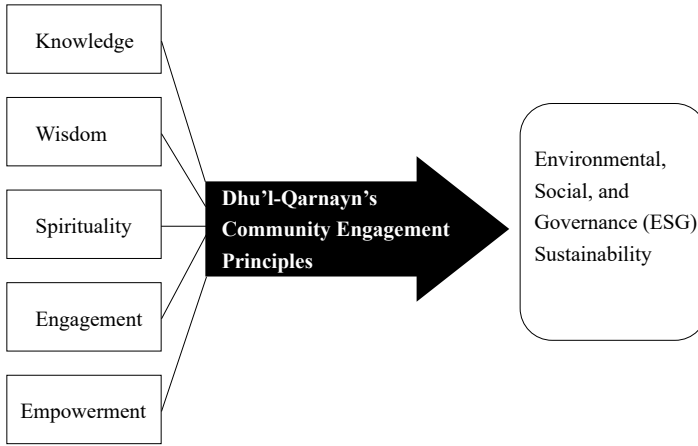 Knowledge
Wisdom
Spirituality
Engagement
Empowerment
Dhu’l-Qarnayn’s
Community Engagement
Principles
Environmental,
Social, and
Governance (ESG)
Sustainability